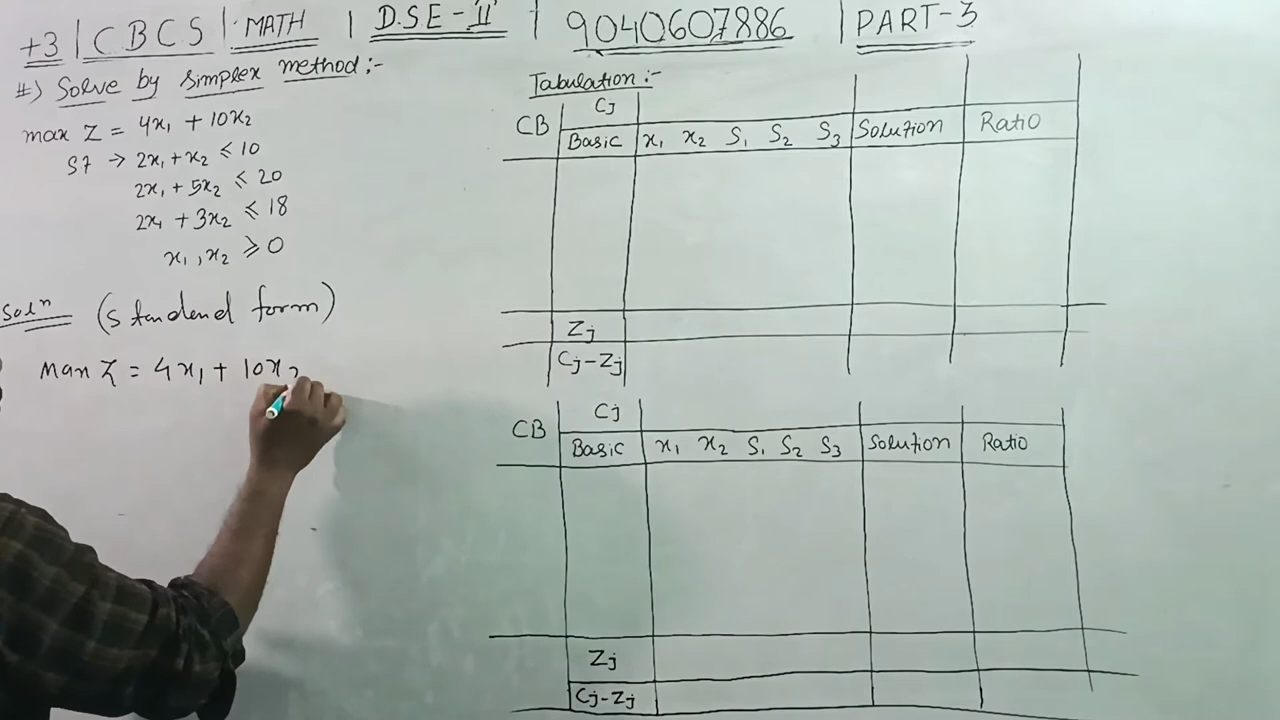 +3 | CBCS | MATH | D.SE-II | 9040607886 | PART-3
#) Solve by simplex method:-
max Z = 4x₁ + 10x₂
St → 2x₁ + x₂ ≤ 10
2x₁ + 5x₂ ≤ 20
2x₁ + 3x₂ ≤ 18
x₁, x₂ ≥ 0
Solⁿ (standend form)
Max Z = 4x₁ + 10x₂
Tabulation:-
CB Cj
Basic x₁ x₂ S₁ S₂ S₃ Solution Ratio
Zj
Cj-Zj
CB Cj
Basic x₁ x₂ S₁ S₂ S₃ Solution Ratio
Zj
Cj-Zj